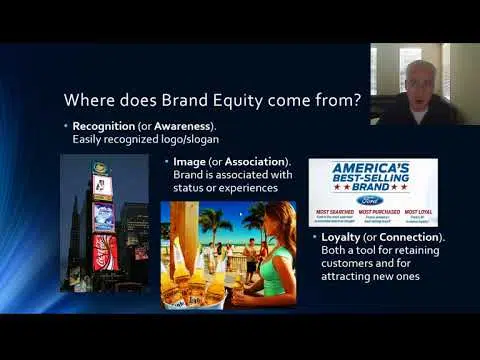 Where does Brand Equity come from?
• Recognition (or Awareness).
Easily recognized logo/slogan
• Image (or Association).
Brand is associated with
status or experiences
AMERICA'S
BEST-SELLING
BRAND
Ford
MOST SEARCHED
MOST PURCHASED
MOST LOYAL
• Loyalty (or Connection).
Both a tool for retaining
customers and for
attracting new ones
Coca-Cola